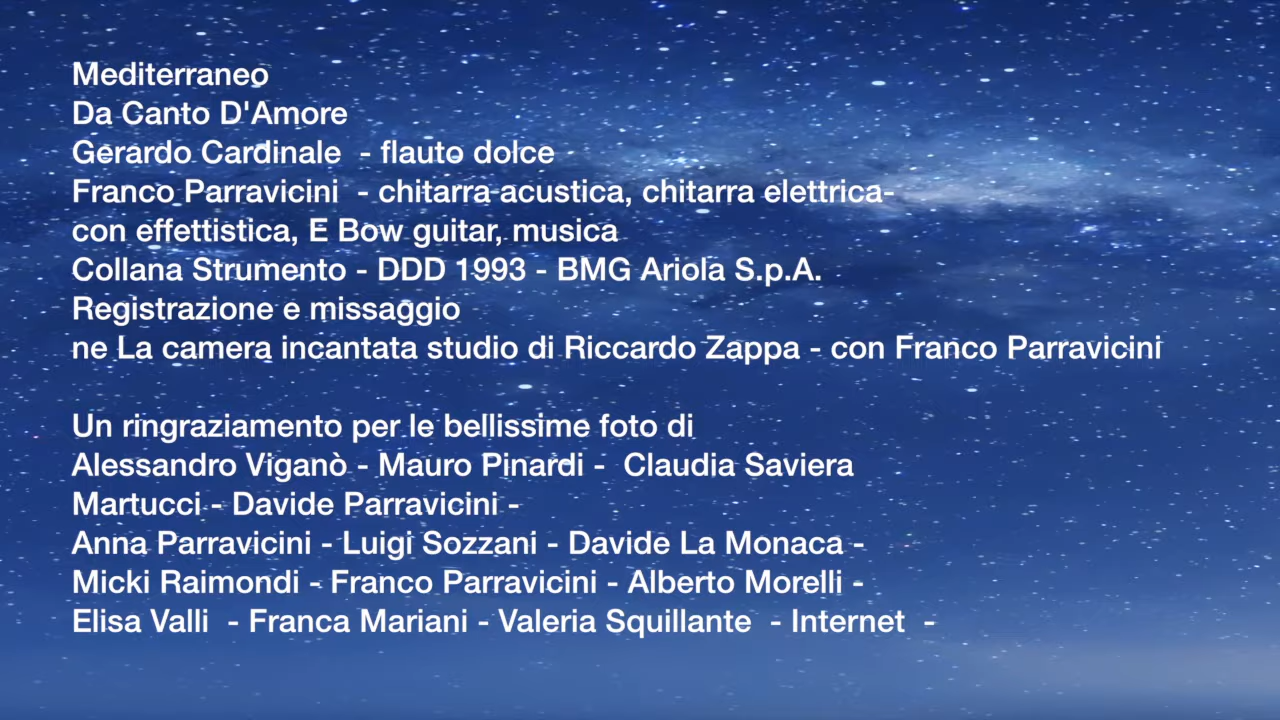 Mediterraneo
Da Canto D'Amore
Gerardo Cardinale  - flauto dolce
Franco Parravicini  - chitarra acustica, chitarra elettrica-
con effettistica, E Bow guitar, musica
Collana Strumento - DDD 1993 - BMG Ariola S.p.A.
Registrazione e missaggio
ne La camera incantata studio di Riccardo Zappa - con Franco Parravicini
Un ringraziamento per le bellissime foto di
Alessandro Viganò - Mauro Pinardi -  Claudia Saviera
Martucci - Davide Parravicini -
Anna Parravicini - Luigi Sozzani - Davide La Monaca -
Micki Raimondi - Franco Parravicini - Alberto Morelli -
Elisa Valli  - Franca Mariani - Valeria Squillante  - Internet  -